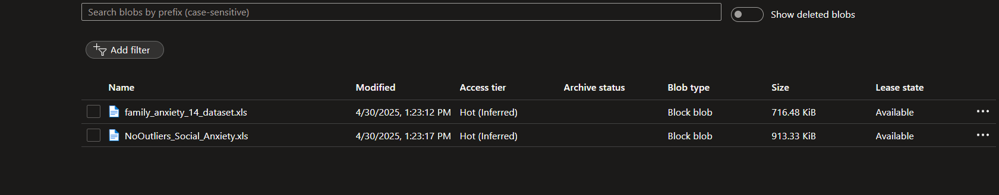 Search blobs by prefix (case-sensitive)
Show deleted blobs
Add filter
Name Modified Access tier Archive status Blob type Size Lease state
family_anxiety_14_dataset.xls 4/30/2025, 1:23:12 PM Hot (Inferred) Block blob 716.48 KiB Available ...
NoOutliers_Social_Anxiety.xls 4/30/2025, 1:23:17 PM Hot (Inferred) Block blob 913.33 KiB Available ...